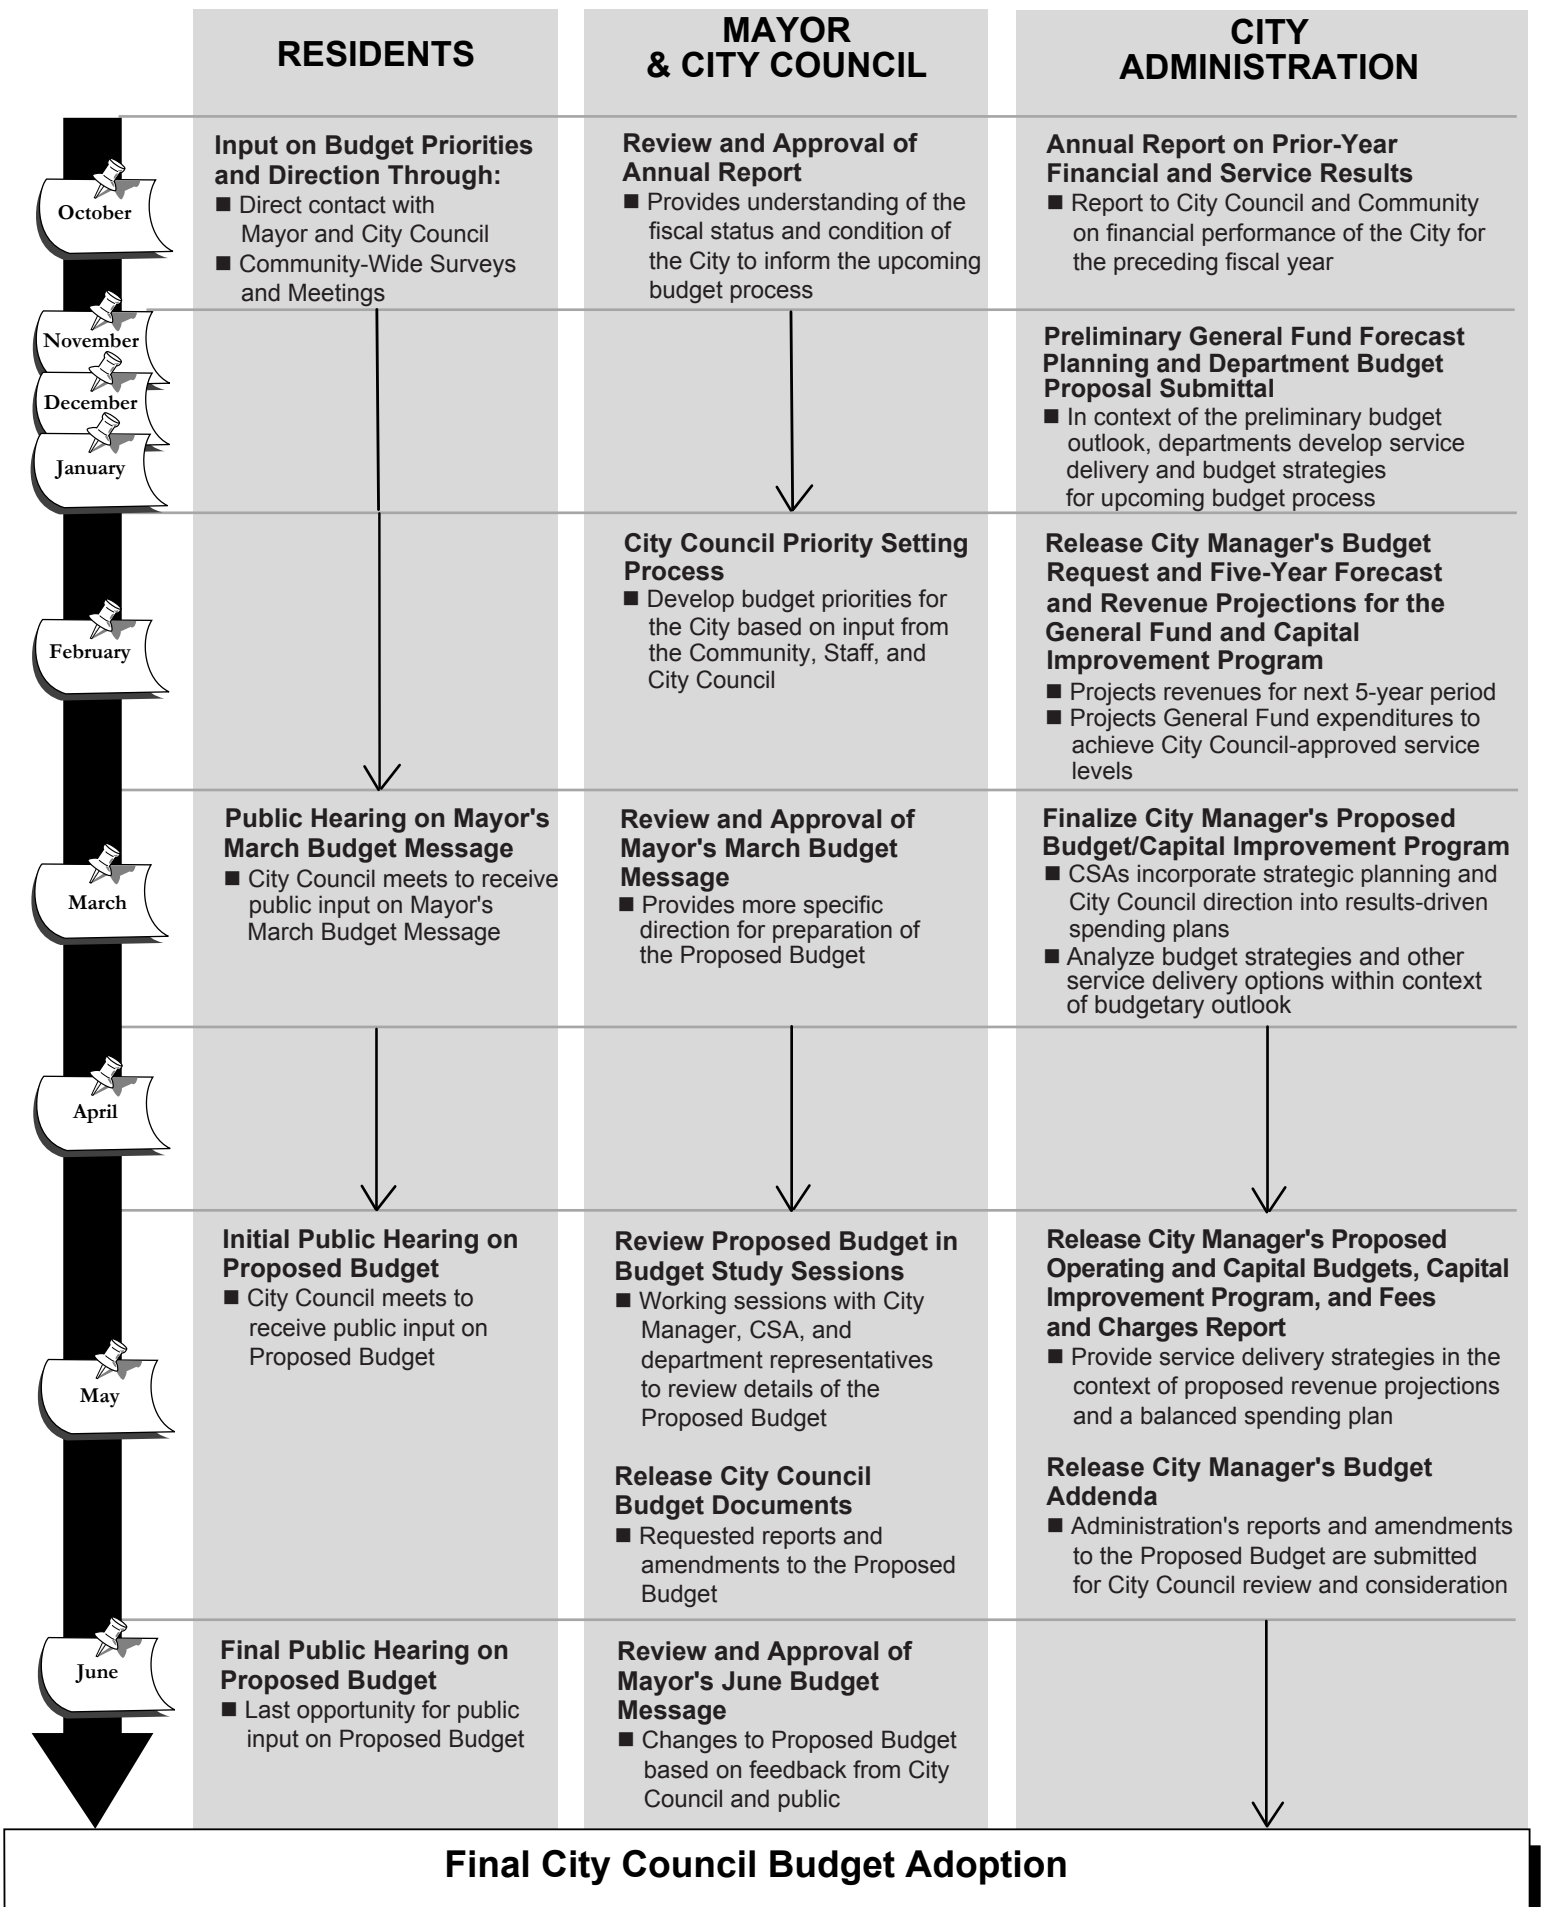 RESIDENTS
MAYOR
& CITY COUNCIL
CITY
ADMINISTRATION
October
Input on Budget Priorities
and Direction Through:
■ Direct contact with
Mayor and City Council
■ Community-Wide Surveys
and Meetings
Review and Approval of
Annual Report
■ Provides understanding of the
fiscal status and condition of
the City to inform the upcoming
budget process
Annual Report on Prior-Year
Financial and Service Results
■ Report to City Council and Community
on financial performance of the City for
the preceding fiscal year
November
December
January
Preliminary General Fund Forecast
Planning and Department Budget
Proposal Submittal
■ In context of the preliminary budget
outlook, departments develop service
delivery and budget strategies
for upcoming budget process
February
City Council Priority Setting
Process
■ Develop budget priorities for
the City based on input from
the Community, Staff, and
City Council
Release City Manager's Budget
Request and Five-Year Forecast
and Revenue Projections for the
General Fund and Capital
Improvement Program
■ Projects revenues for next 5-year period
■ Projects General Fund expenditures to
achieve City Council-approved service
levels
March
Public Hearing on Mayor's
March Budget Message
■ City Council meets to receive
public input on Mayor's
March Budget Message
Review and Approval of
Mayor's March Budget
Message
■ Provides more specific
direction for preparation of
the Proposed Budget
Finalize City Manager's Proposed
Budget/Capital Improvement Program
■ CSAs incorporate strategic planning and
City Council direction into results-driven
spending plans
■ Analyze budget strategies and other
service delivery options within context
of budgetary outlook
April
May
Initial Public Hearing on
Proposed Budget
■ City Council meets to
receive public input on
Proposed Budget
Review Proposed Budget in
Budget Study Sessions
■ Working sessions with City
Manager, CSA, and
department representatives
to review details of the
Proposed Budget
Release City Council
Budget Documents
■ Requested reports and
amendments to the Proposed
Budget
Release City Manager's Proposed
Operating and Capital Budgets, Capital
Improvement Program, and Fees
and Charges Report
■ Provide service delivery strategies in the
context of proposed revenue projections
and a balanced spending plan
Release City Manager's Budget
Addenda
■ Administration's reports and amendments
to the Proposed Budget are submitted
for City Council review and consideration
June
Final Public Hearing on
Proposed Budget
■ Last opportunity for public
input on Proposed Budget
Review and Approval of
Mayor's June Budget
Message
■ Changes to Proposed Budget
based on feedback from City
Council and public
Final City Council Budget Adoption